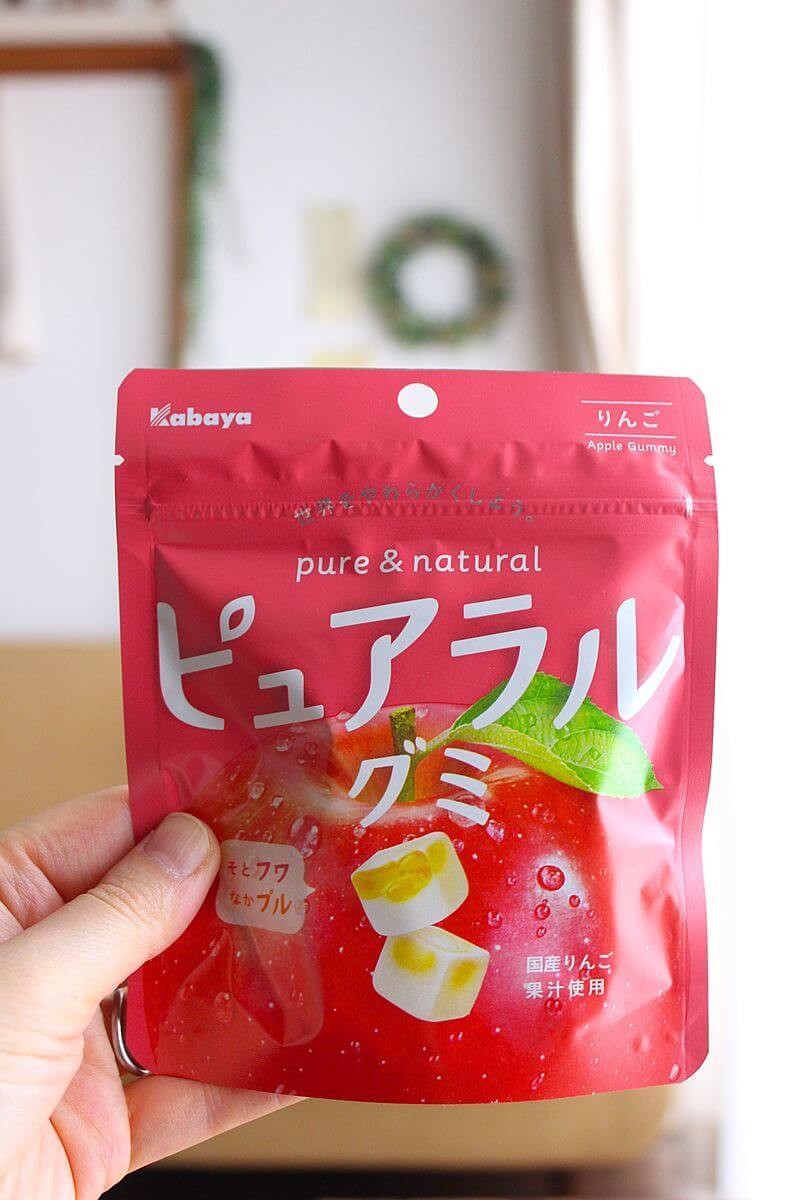 Kabaya
りんご
Apple Gummy
世界をやわらかくしよう。
pure & natural
ピュアラル
グミ
そとフワ
なかプル
国産りんご
果汁使用